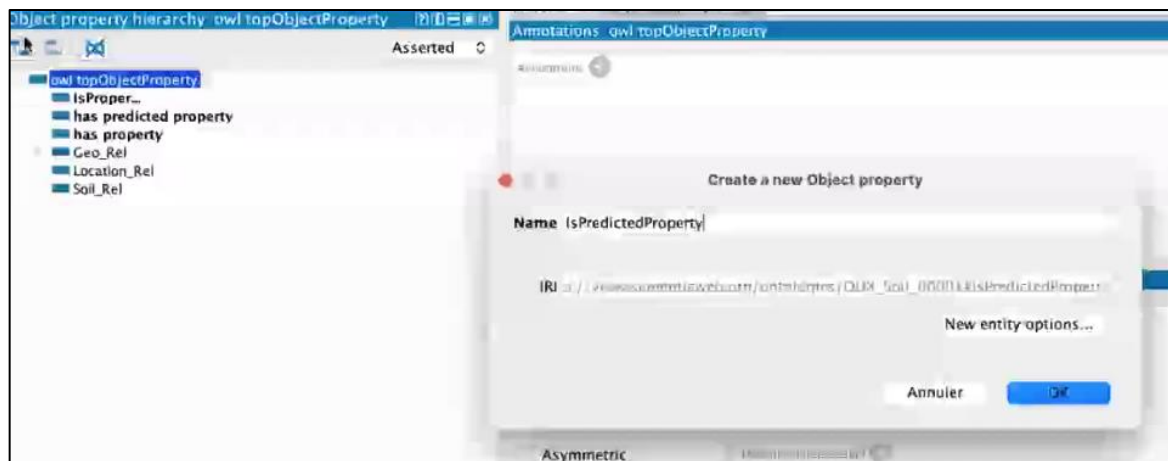 Object property hierarchy owl topObjectProperty
Asserted
owl topObjectProperty
IsProper...
has predicted property
has property
Geo_Rel
Location_Rel
Soil_Rel
Annotations owl topObjectProperty
Annotations
Create a new Object property
Name IsPredictedProperty
IRI
New entity options...
Annuler OK
Asymmetric